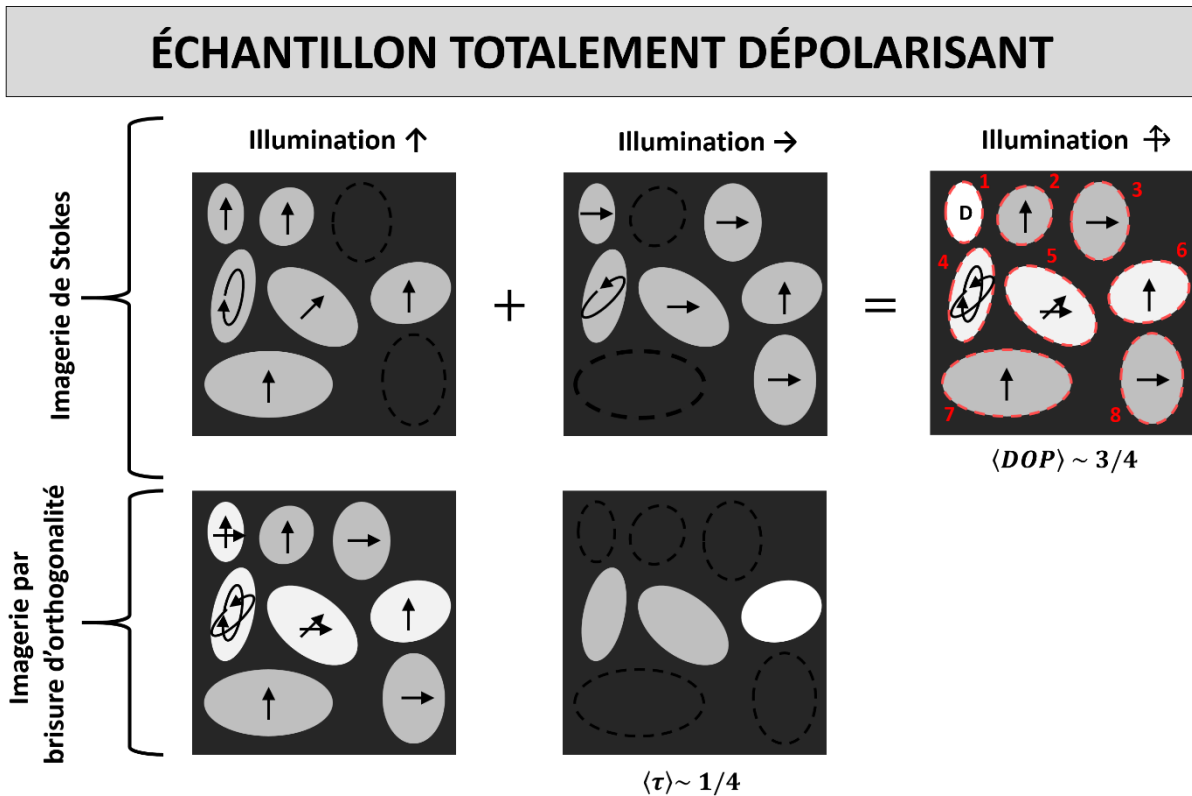 ÉCHANTILLON TOTALEMENT DÉPOLARISANT
Imagerie de Stokes
Illumination ↑
Illumination →
Illumination
+
=
1
2
3
D
4
5
6
7
8
⟨DOP⟩ ~ 3/4
Imagerie par
brisure d'orthogonalité
⟨τ⟩~ 1/4